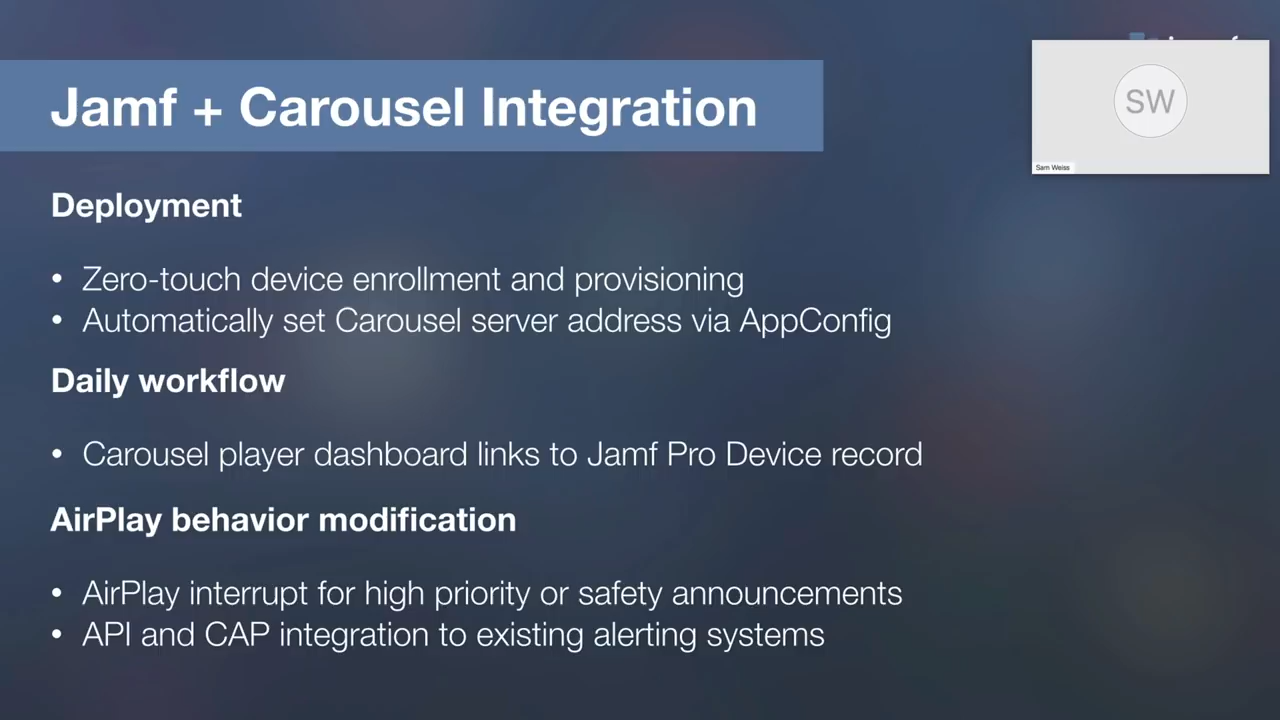 Jamf + Carousel Integration
SW
Sam Weiss
Deployment
• Zero-touch device enrollment and provisioning
• Automatically set Carousel server address via AppConfig
Daily workflow
• Carousel player dashboard links to Jamf Pro Device record
AirPlay behavior modification
• AirPlay interrupt for high priority or safety announcements
• API and CAP integration to existing alerting systems